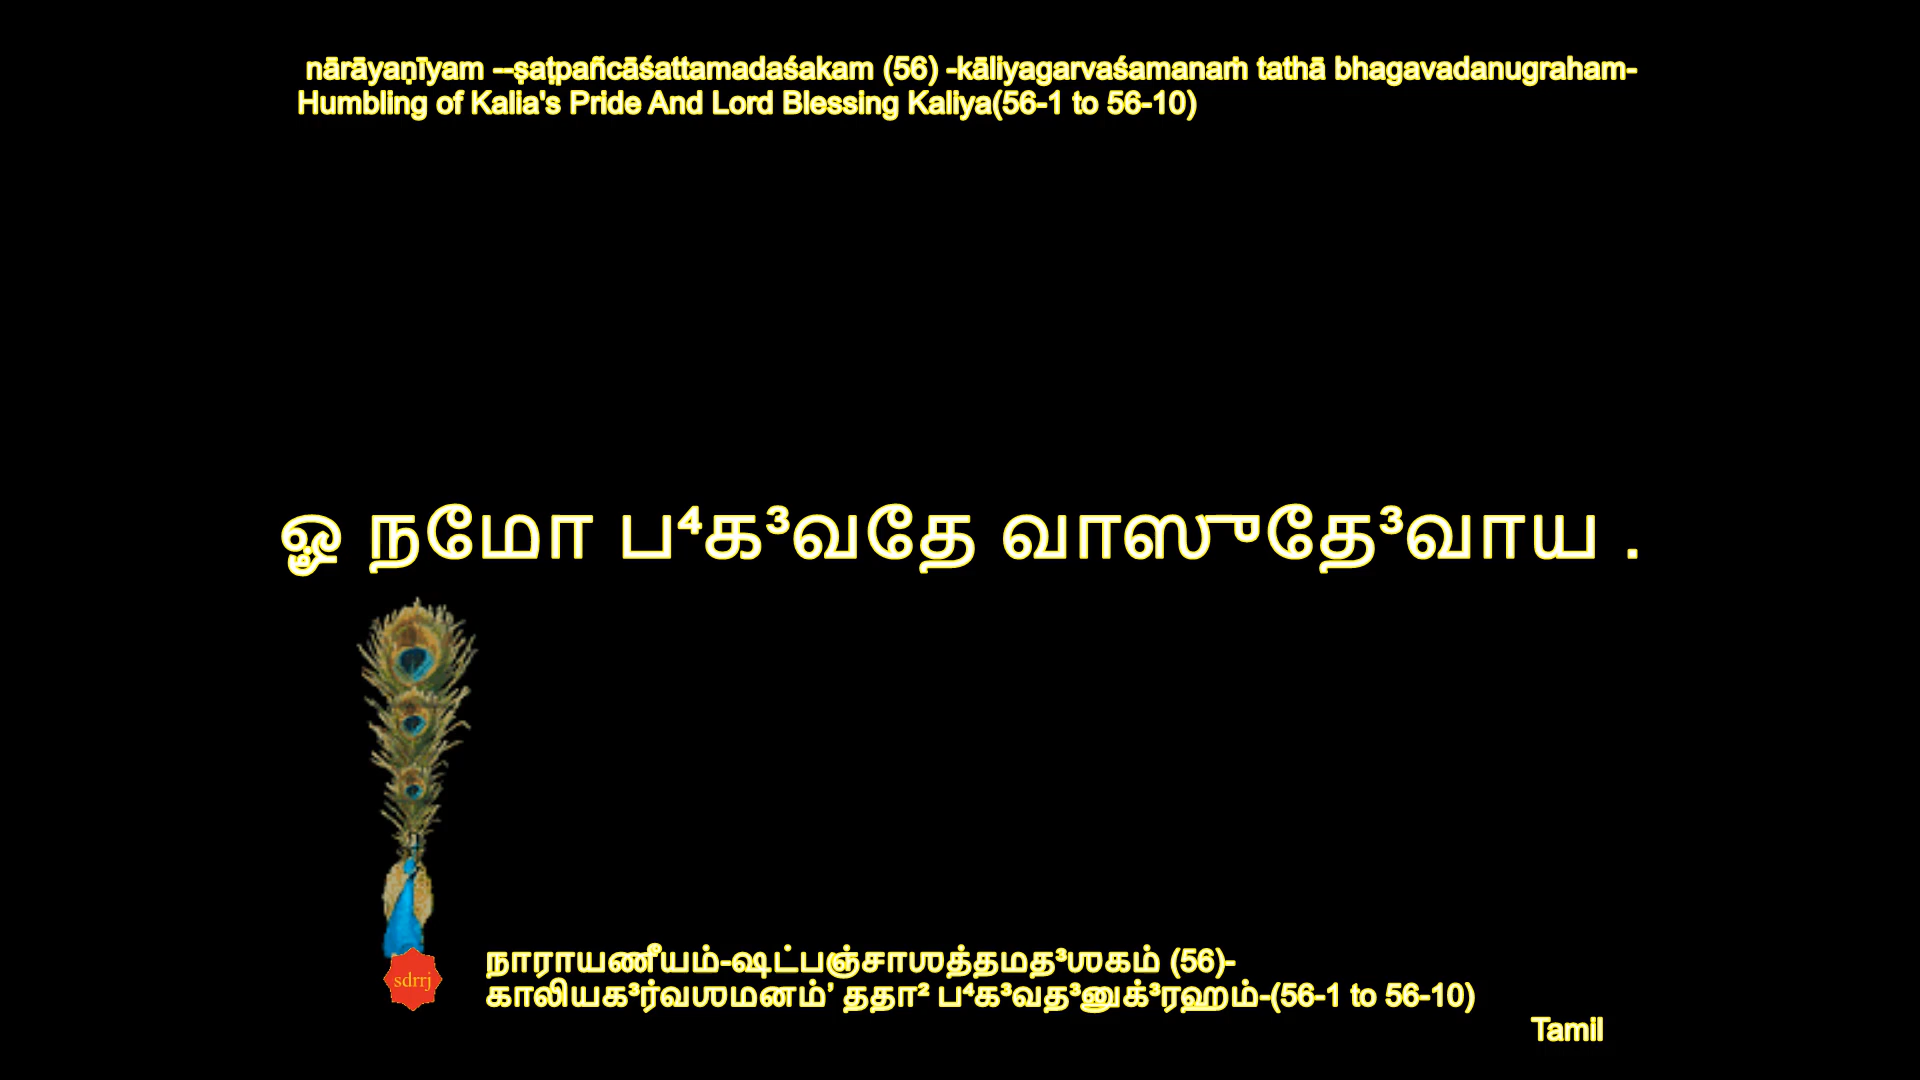 nārāyaṇīyam --ṣaṭpañcāśattamadaśakam (56) -kāliyagarvaśamanaṁ tathā bhagavadanugraham-
Humbling of Kalia's Pride And Lord Blessing Kaliya(56-1 to 56-10)
ௐ நமோ ப⁴க³வதே வாஸுதே³வாய .
sdrrj
நாராயணீயம்-ஷட்பஞ்சாஶத்தமத³ஶகம் (56)-
காலியக³ர்வஶமனம்ʼ ததா² ப⁴க³வத³னுக்³ரஹம்-(56-1 to 56-10)
Tamil